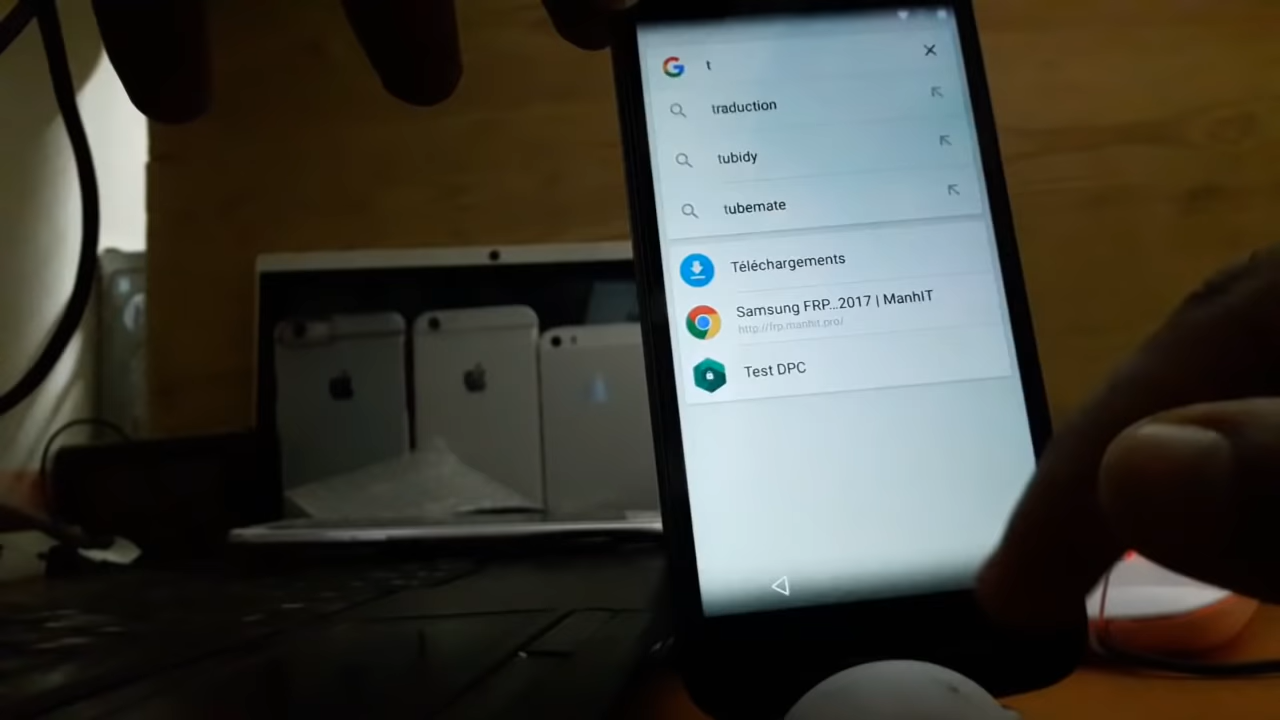 t
traduction
tubidy
tubemate
Téléchargements
Samsung FRP...2017 | ManhIT
http://frp.manhit.pro/
Test DPC